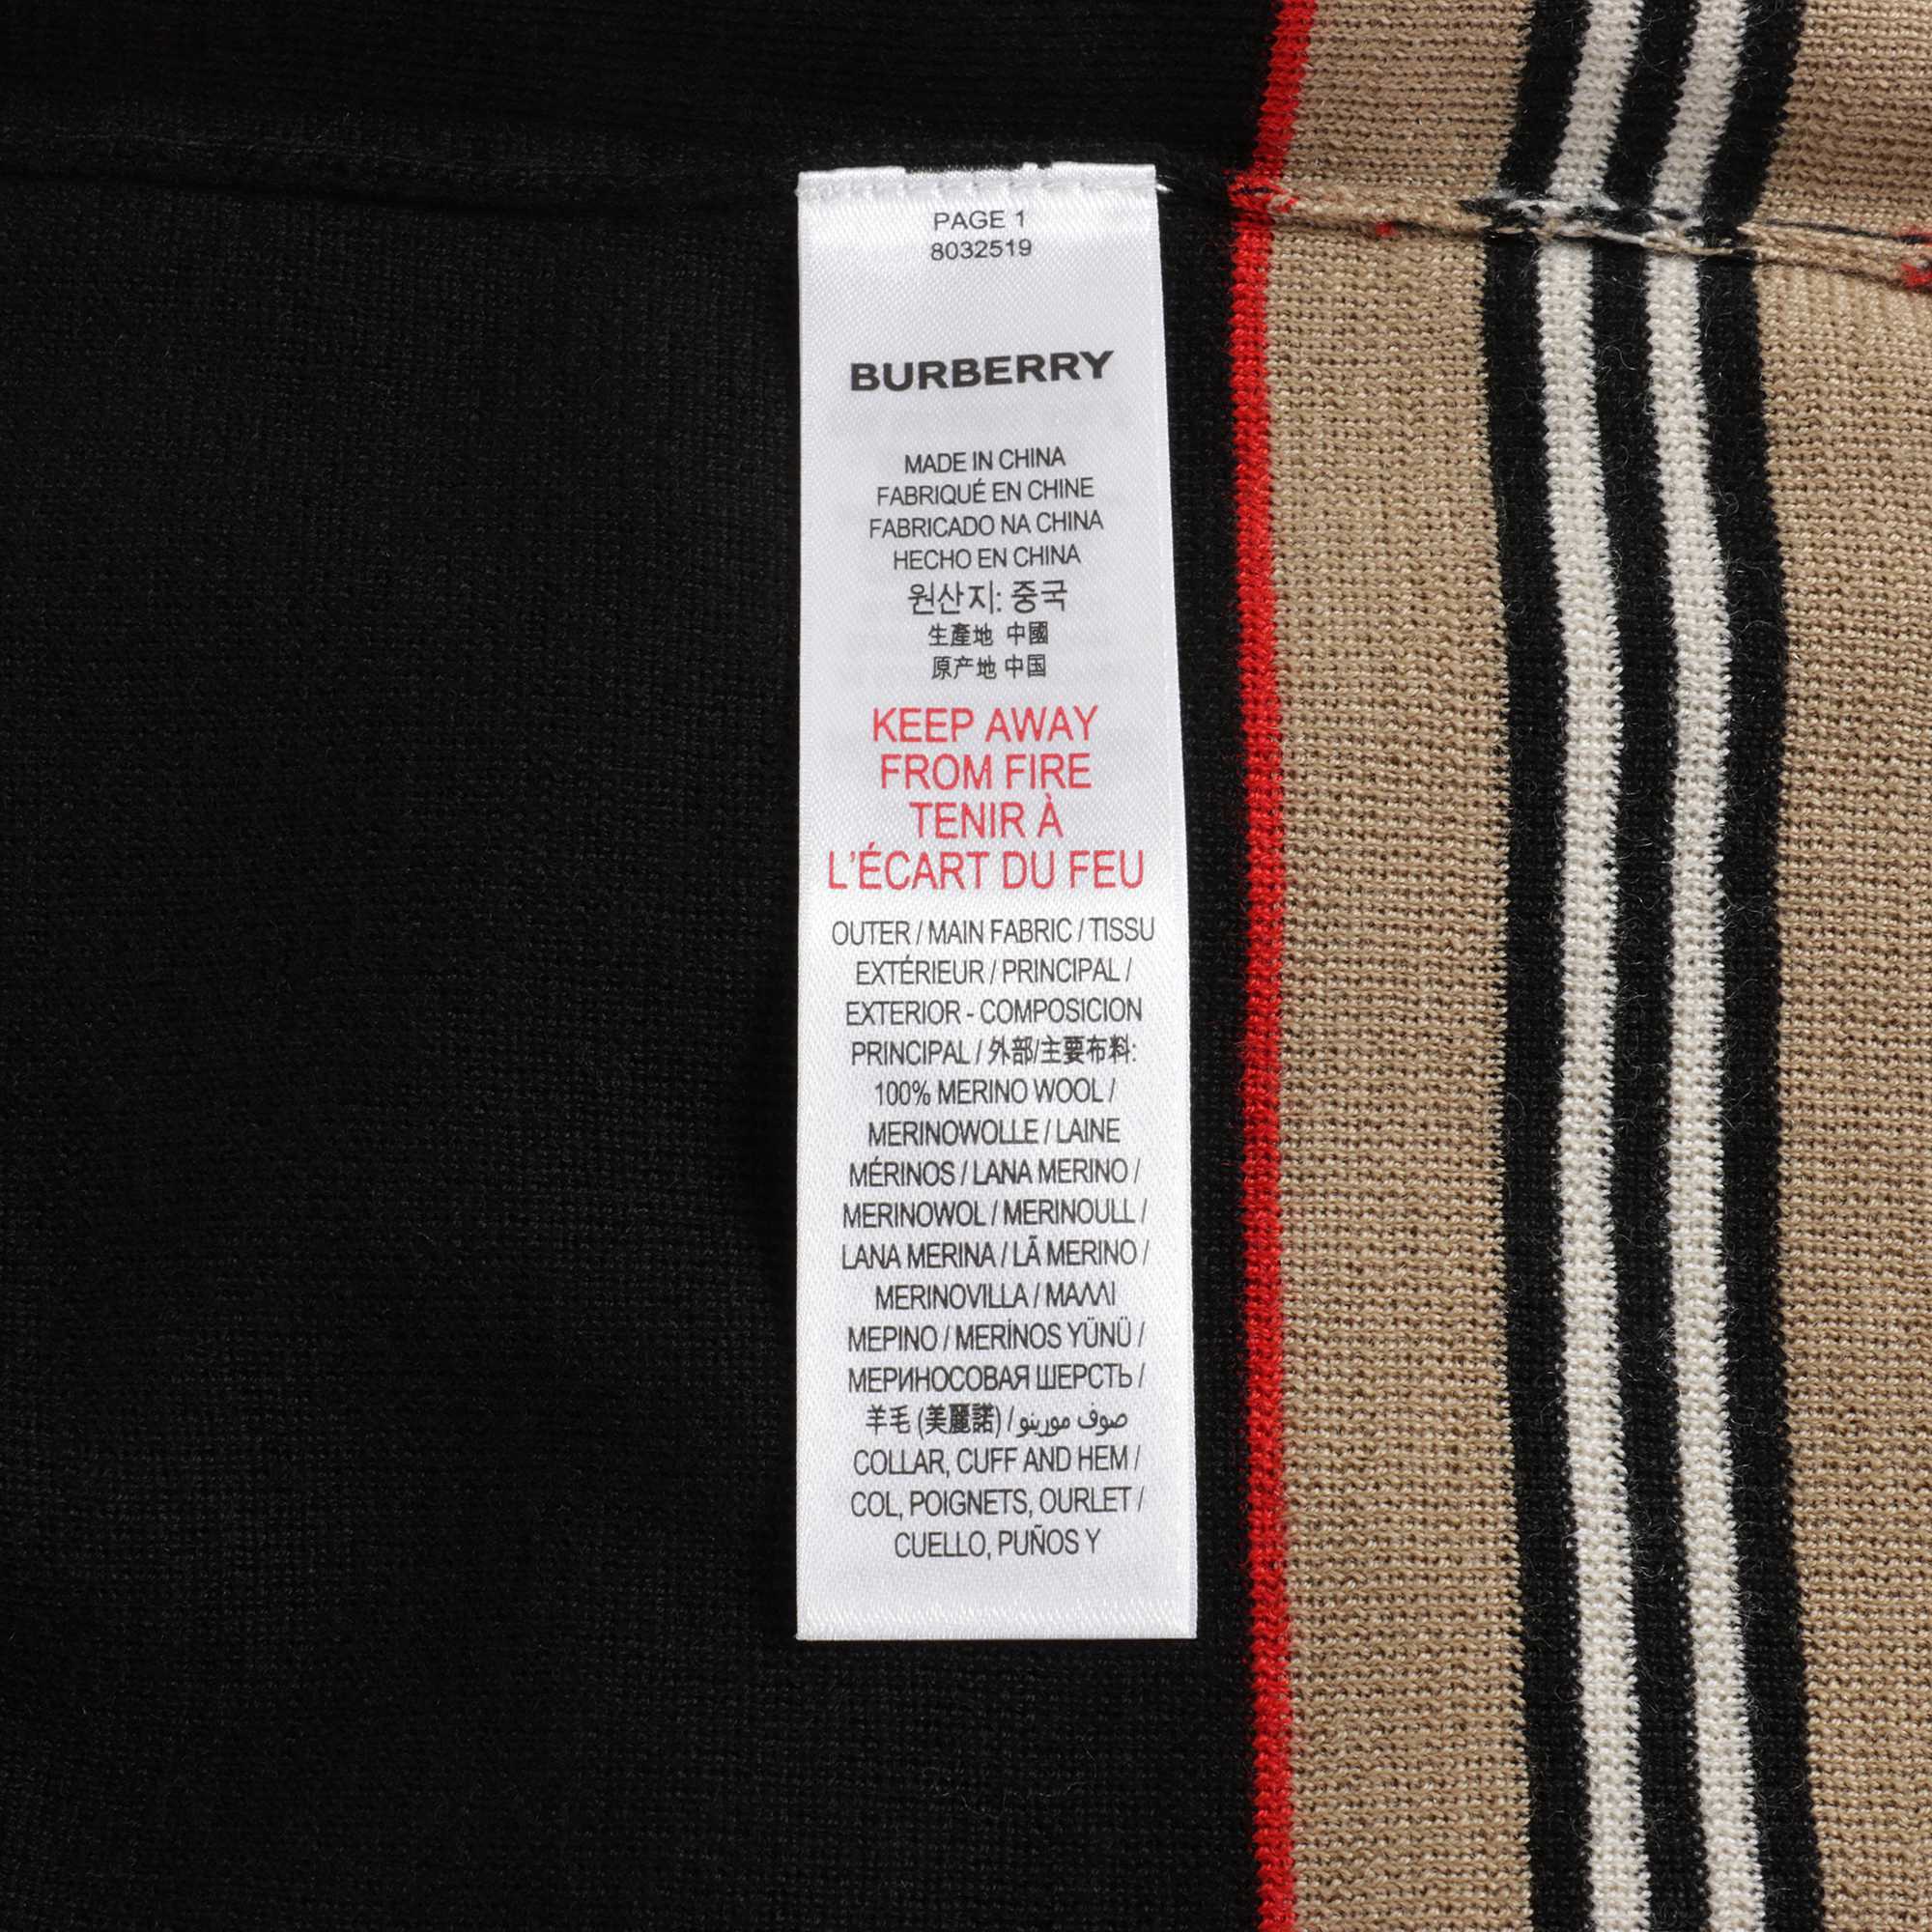 PAGE 1
8032519
BURBERRY
MADE IN CHINA
FABRIQUÉ EN CHINE
FABRICADO NA CHINA
HECHO EN CHINA
원산지: 중국
生產地 中國
原产地 中国
KEEP AWAY
FROM FIRE
TENIR À
L'ÉCART DU FEU
OUTER / MAIN FABRIC / TISSU
EXTÉRIEUR / PRINCIPAL /
EXTERIOR - COMPOSICION
PRINCIPAL / 外部/主要布料:
100% MERINO WOOL /
MERINOWOLLE / LAINE
MÉRINOS / LANA MERINO /
MERINOWOL / MERINOULL /
LANA MERINA / LÃ MERINO /
MERINOVILLA / ΜΑΛΛΙ
ΜΕΡΙΝΟ / MERİNOS YÜNÜ /
МЕРИНОСОВАЯ ШЕРСТЬ /
羊毛 (美麗諾) / صوف مورينو
COLLAR, CUFF AND HEM /
COL, POIGNETS, OURLET /
CUELLO, PUÑOS Y